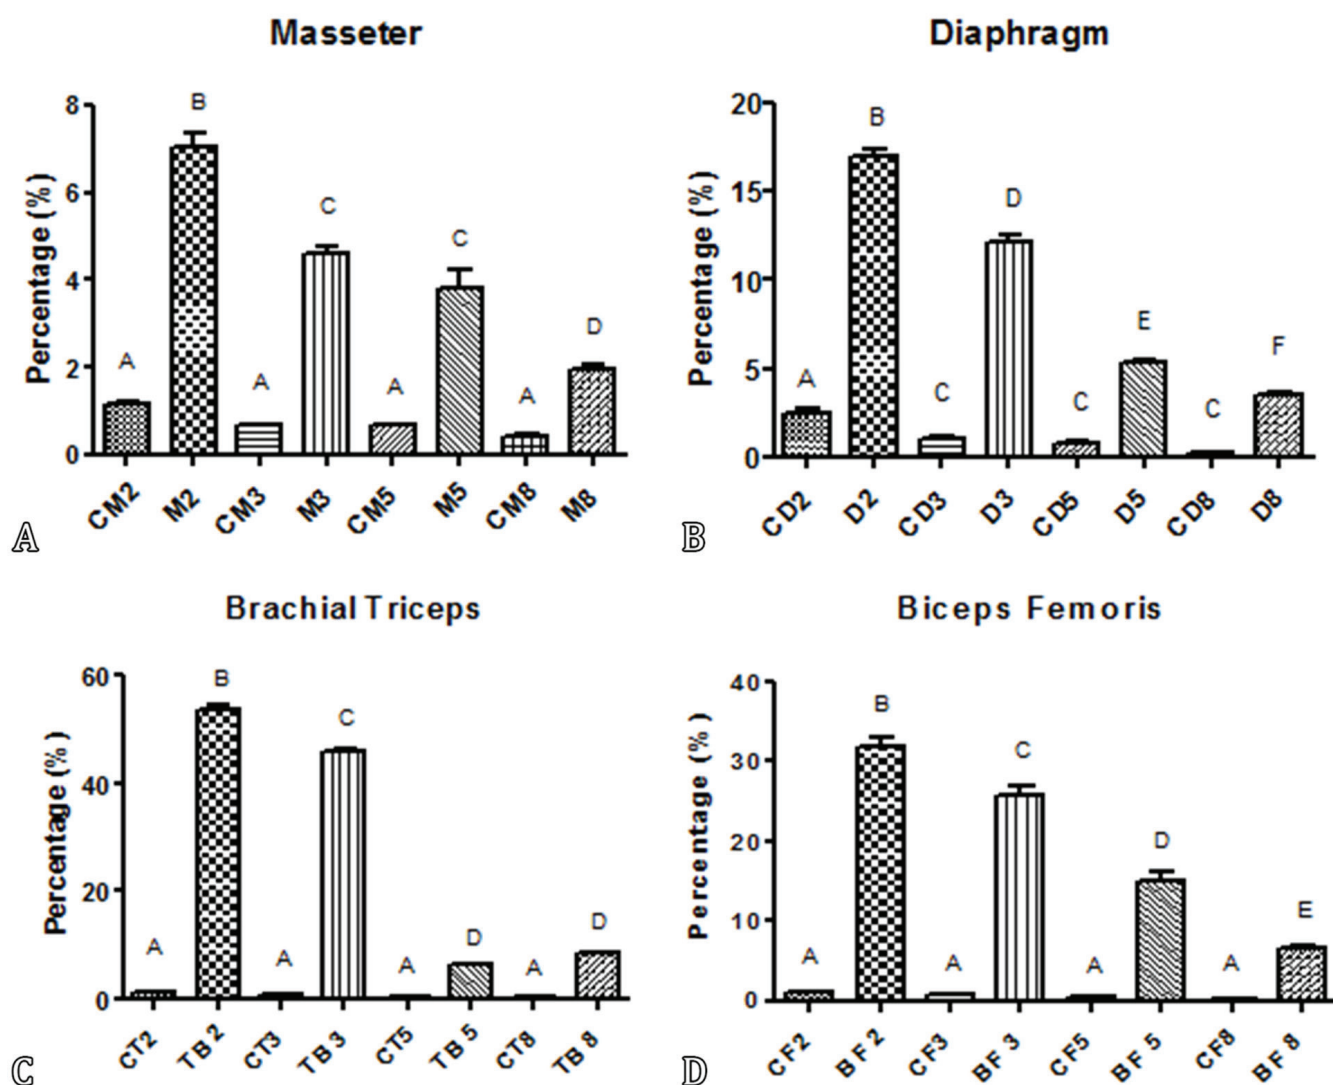 Masseter
Percentage (%)
8
6
4
2
0
A
B
A
C
A
C
A
D
CM2
M2
CM3
M3
CM5
M5
CM8
M8
A
Diaphragm
Percentage (%)
20
15
10
5
0
A
B
C
D
C
E
C
F
CD2
D2
CD3
D3
CD5
D5
CD8
D8
B
Brachial Triceps
Percentage (%)
60
40
20
0
A
B
A
C
A
D
A
D
CT2
TB 2
CT3
TB 3
CT5
TB 5
CT8
TB 8
C
Biceps Femoris
Percentage (%)
40
30
20
10
0
A
B
A
C
A
D
A
E
CF2
BF 2
CF3
BF 3
CF5
BF 5
CF8
BF 8
D